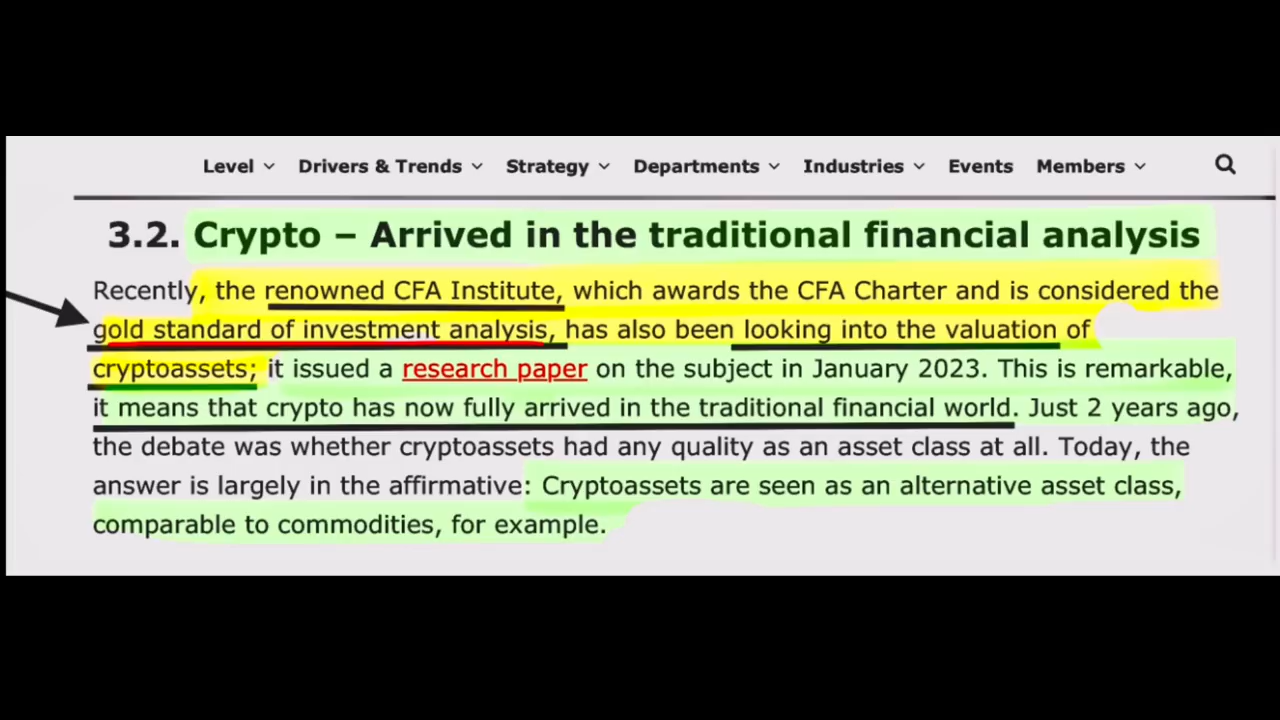 Level Drivers & Trends Strategy Departments Industries Events Members
3.2. Crypto – Arrived in the traditional financial analysis
Recently, the renowned CFA Institute, which awards the CFA Charter and is considered the
gold standard of investment analysis, has also been looking into the valuation of
cryptoassets; it issued a research paper on the subject in January 2023. This is remarkable,
it means that crypto has now fully arrived in the traditional financial world. Just 2 years ago,
the debate was whether cryptoassets had any quality as an asset class at all. Today, the
answer is largely in the affirmative: Cryptoassets are seen as an alternative asset class,
comparable to commodities, for example.